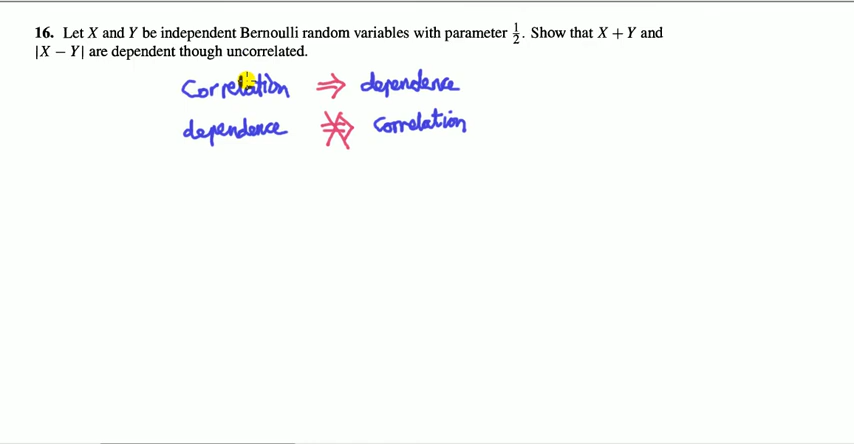 16. Let X and Y be independent Bernoulli random variables with parameter 1/2. Show that X + Y and
|X − Y| are dependent though uncorrelated.
Correlation ⇒ dependence
dependence ⇏ Correlation